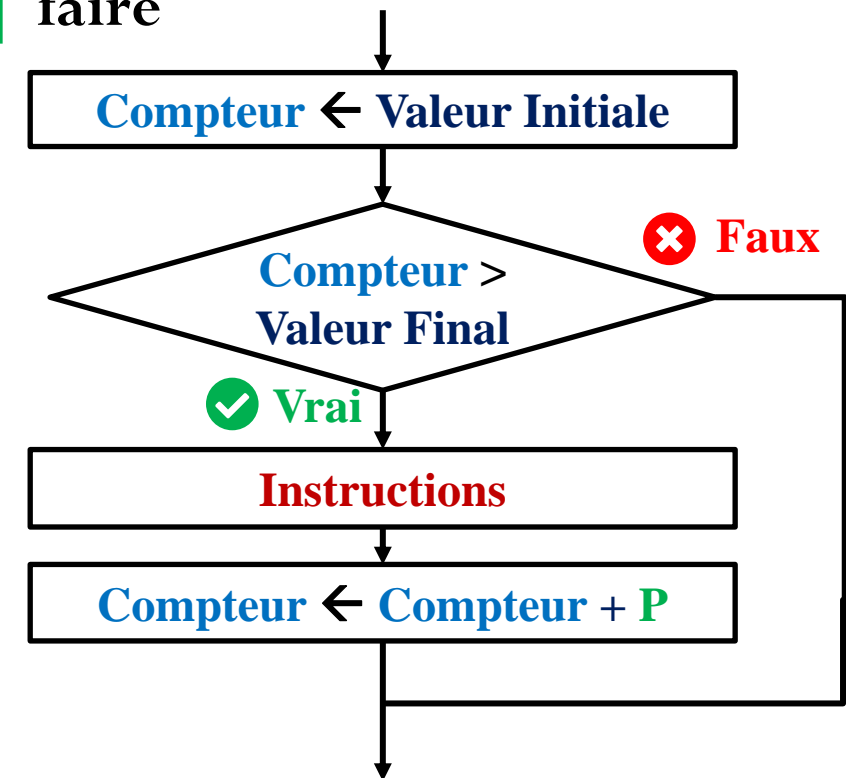 faire
Compteur ← Valeur Initiale
Compteur >
Valeur Final
Faux
Vrai
Instructions
Compteur ← Compteur + P